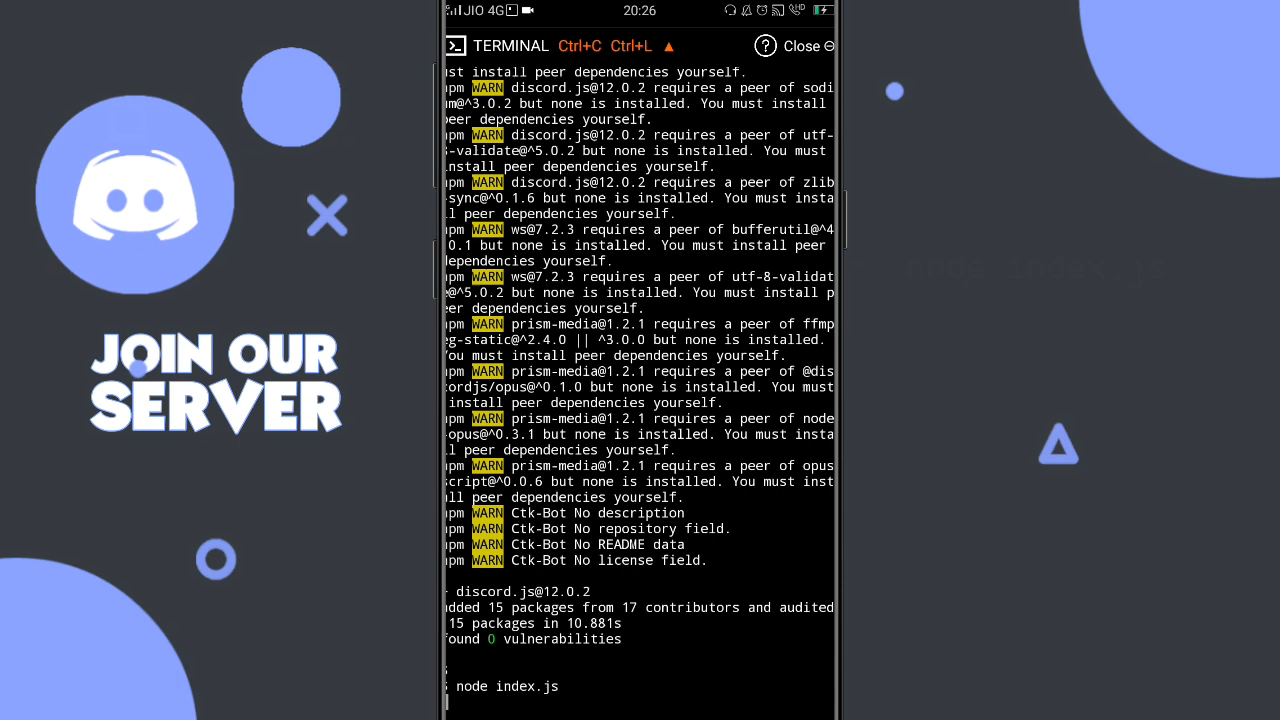 JIO 4G
20:26
TERMINAL Ctrl+C Ctrl+L ▲
? Close
ust install peer dependencies yourself.
npm WARN discord.js@12.0.2 requires a peer of sodi
um@^3.0.2 but none is installed. You must install
peer dependencies yourself.
npm WARN discord.js@12.0.2 requires a peer of utf-
8-validate@^5.0.2 but none is installed. You must
install peer dependencies yourself.
npm WARN discord.js@12.0.2 requires a peer of zlib
-sync@^0.1.6 but none is installed. You must insta
ll peer dependencies yourself.
npm WARN ws@7.2.3 requires a peer of bufferutil@^4
.0.1 but none is installed. You must install peer
dependencies yourself.
npm WARN ws@7.2.3 requires a peer of utf-8-validat
e@^5.0.2 but none is installed. You must install p
eer dependencies yourself.
npm WARN prism-media@1.2.1 requires a peer of ffmp
eg-static@^2.4.0 || ^3.0.0 but none is installed.
You must install peer dependencies yourself.
npm WARN prism-media@1.2.1 requires a peer of @dis
cordjs/opus@^0.1.0 but none is installed. You must
install peer dependencies yourself.
npm WARN prism-media@1.2.1 requires a peer of node
-opus@^0.3.1 but none is installed. You must insta
ll peer dependencies yourself.
npm WARN prism-media@1.2.1 requires a peer of opus
script@^0.0.6 but none is installed. You must inst
all peer dependencies yourself.
npm WARN Ctk-Bot No description
npm WARN Ctk-Bot No repository field.
npm WARN Ctk-Bot No README data
npm WARN Ctk-Bot No license field.
+ discord.js@12.0.2
added 15 packages from 17 contributors and audited
15 packages in 10.881s
found 0 vulnerabilities
$
$ node index.js
JOIN OUR
SERVER
node index.js